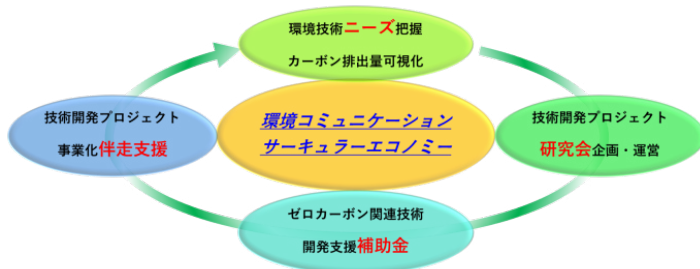 環境技術ニーズ把握
カーボン排出量可視化
環境コミュニケーション
サーキュラーエコノミー
技術開発プロジェクト
事業化伴走支援
技術開発プロジェクト
研究会企画・運営
ゼロカーボン関連技術
開発支援補助金